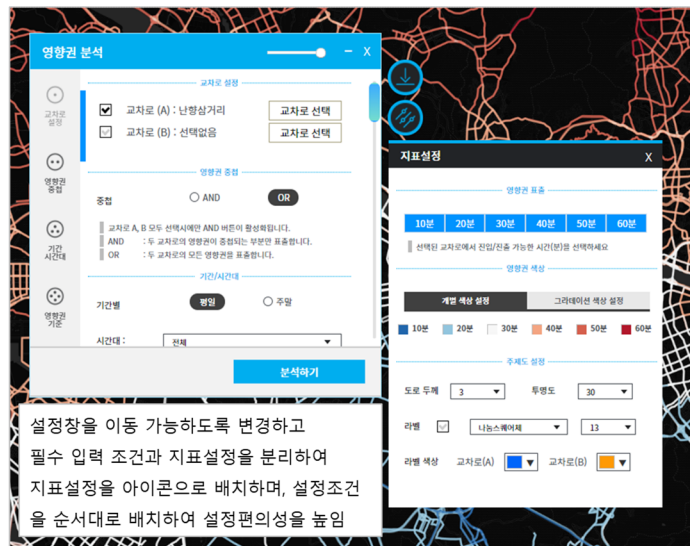 영향권 분석
- X
교차로 설정
영향권 중첩
기간 시간대
영향권 기준
교차로 설정
교차로 (A) : 난향삼거리
교차로 선택
교차로 (B) : 선택없음
교차로 선택
영향권 중첩
중첩
AND
OR
교차로 A, B 모두 선택시에만 AND 버튼이 활성화됩니다.
AND : 두 교차로의 영향권이 중첩되는 부분만 표출합니다.
OR : 두 교차로의 모든 영향권을 표출합니다.
기간/시간대
기간별
평일
주말
시간대 :
전체
분석하기
지표설정
X
영향권 표출
10분 20분 30분 40분 50분 60분
선택된 교차로에서 진입/진출 가능한 시간(분)을 선택하세요
영향권 색상
개별 색상 설정
그라데이션 색상 설정
10분 20분 30분 40분 50분 60분
주제도 설정
도로 두께 3 투명도 30
라벨 나눔스퀘어체 13
라벨 색상 교차로(A) 교차로(B)
설정창을 이동 가능하도록 변경하고
필수 입력 조건과 지표설정을 분리하여
지표설정을 아이콘으로 배치하며, 설정조건
을 순서대로 배치하여 설정편의성을 높임